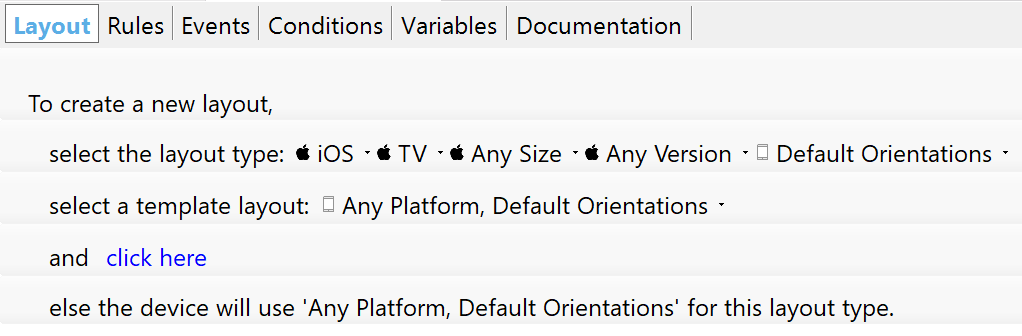 Layout Rules Events Conditions Variables Documentation
To create a new layout,
select the layout type: iOS TV Any Size Any Version Default Orientations
select a template layout: Any Platform, Default Orientations
and click here
else the device will use 'Any Platform, Default Orientations' for this layout type.